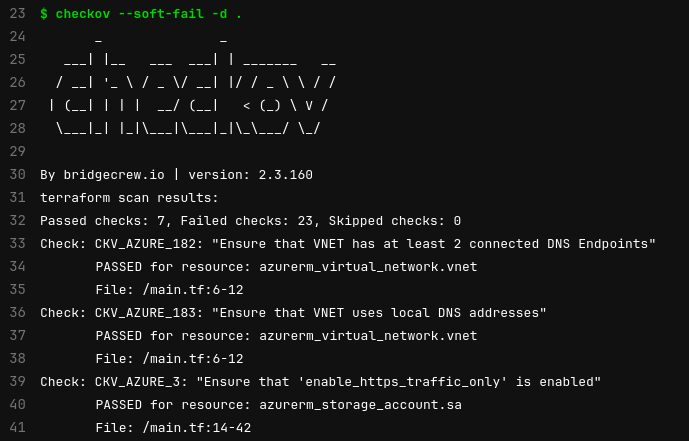 23 $ checkov --soft-fail -d .
24        _               _
25    ___| |__   ___  ___| | _______   __
26   / __| '_ \ / _ \/ __| |/ / _ \ \ / /
27  | (__| | | |  __/ (__|   < (_) \ V /
28   \___|_| |_|\___|\___|_|\_\___/ \_/
29
30 By bridgecrew.io | version: 2.3.160
31 terraform scan results:
32 Passed checks: 7, Failed checks: 23, Skipped checks: 0
33 Check: CKV_AZURE_182: "Ensure that VNET has at least 2 connected DNS Endpoints"
34        PASSED for resource: azurerm_virtual_network.vnet
35        File: /main.tf:6-12
36 Check: CKV_AZURE_183: "Ensure that VNET uses local DNS addresses"
37        PASSED for resource: azurerm_virtual_network.vnet
38        File: /main.tf:6-12
39 Check: CKV_AZURE_3: "Ensure that 'enable_https_traffic_only' is enabled"
40        PASSED for resource: azurerm_storage_account.sa
41        File: /main.tf:14-42